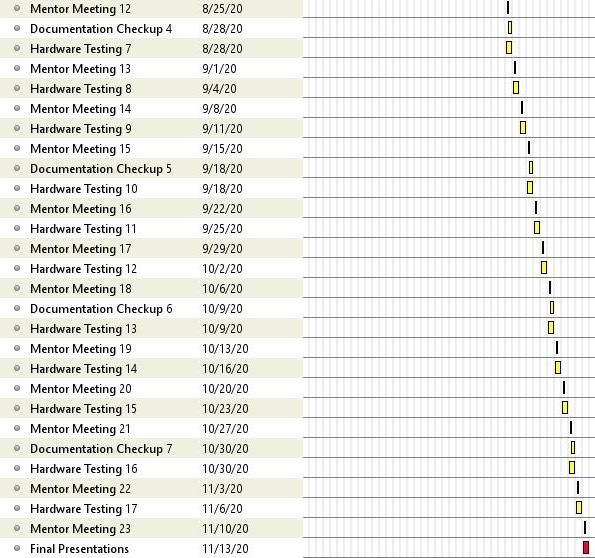 Mentor Meeting 12 8/25/20
Documentation Checkup 4 8/28/20
Hardware Testing 7 8/28/20
Mentor Meeting 13 9/1/20
Hardware Testing 8 9/4/20
Mentor Meeting 14 9/8/20
Hardware Testing 9 9/11/20
Mentor Meeting 15 9/15/20
Documentation Checkup 5 9/18/20
Hardware Testing 10 9/18/20
Mentor Meeting 16 9/22/20
Hardware Testing 11 9/25/20
Mentor Meeting 17 9/29/20
Hardware Testing 12 10/2/20
Mentor Meeting 18 10/6/20
Documentation Checkup 6 10/9/20
Hardware Testing 13 10/9/20
Mentor Meeting 19 10/13/20
Hardware Testing 14 10/16/20
Mentor Meeting 20 10/20/20
Hardware Testing 15 10/23/20
Mentor Meeting 21 10/27/20
Documentation Checkup 7 10/30/20
Hardware Testing 16 10/30/20
Mentor Meeting 22 11/3/20
Hardware Testing 17 11/6/20
Mentor Meeting 23 11/10/20
Final Presentations 11/13/20